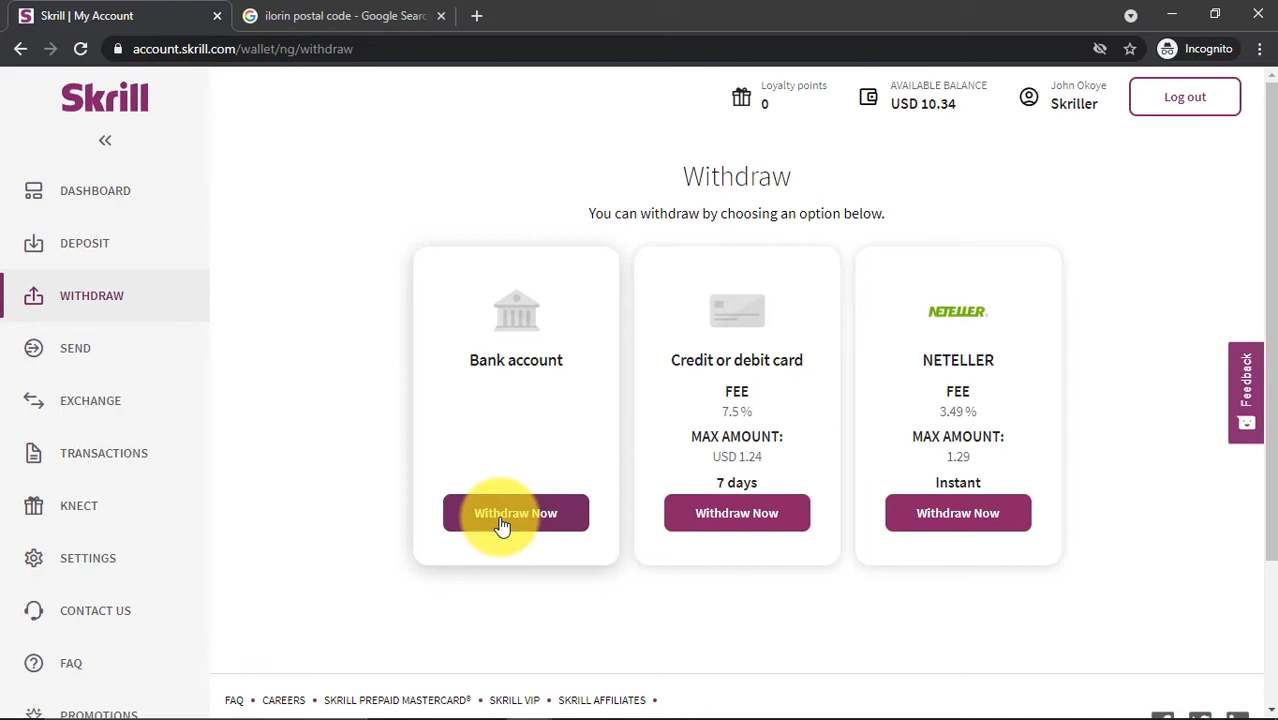 Skrill | My Account
ilorin postal code - Google Searc
account.skrill.com/wallet/ng/withdraw
Incognito
Skrill
Loyalty points
0
AVAILABLE BALANCE
USD 10.34
John Okoye
Skriller
Log out
DASHBOARD
DEPOSIT
WITHDRAW
SEND
EXCHANGE
TRANSACTIONS
KNECT
SETTINGS
CONTACT US
FAQ
PROMOTIONS
Withdraw
You can withdraw by choosing an option below.
Bank account
Withdraw Now
Credit or debit card
FEE
7.5 %
MAX AMOUNT:
USD 1.24
7 days
Withdraw Now
NETELLER
NETELLER
FEE
3.49 %
MAX AMOUNT:
1.29
Instant
Withdraw Now
Feedback
FAQ • CAREERS • SKRILL PREPAID MASTERCARD® • SKRILL VIP • SKRILL AFFILIATES •